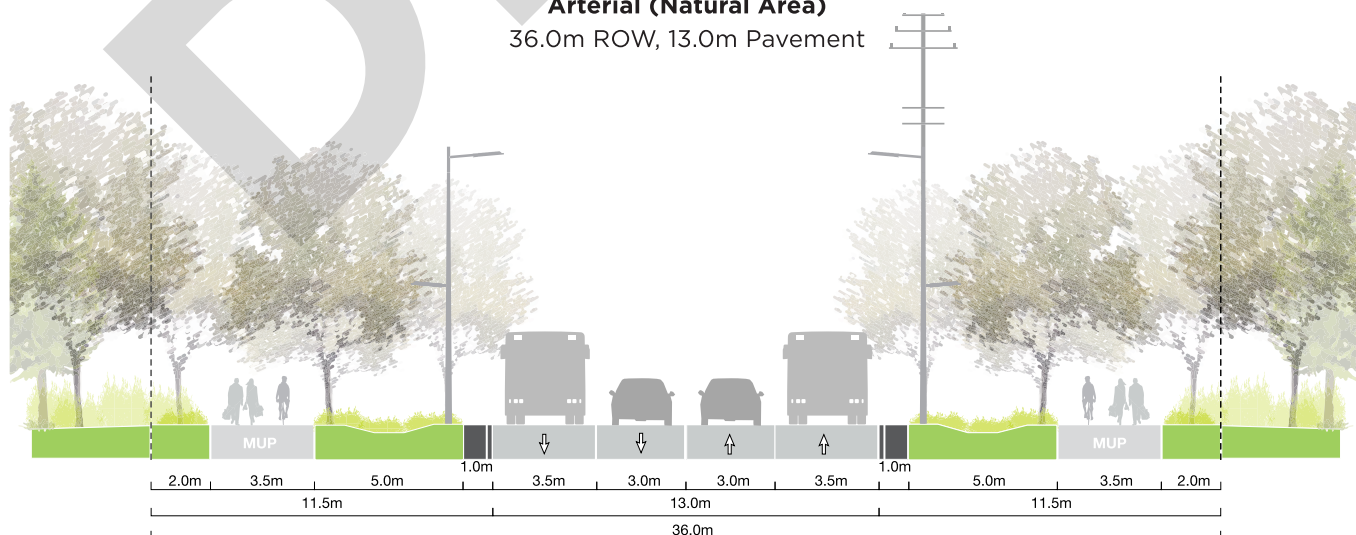 Arterial (Natural Area)
36.0m ROW, 13.0m Pavement
MUP
MUP
1.0m
1.0m
2.0m 3.5m 5.0m 3.5m 3.0m 3.0m 3.5m 5.0m 3.5m 2.0m
11.5m 13.0m 11.5m
36.0m